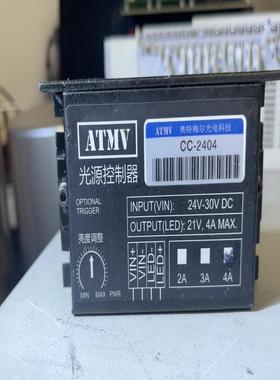 ATMV
ATMV 奥特梅尔光电科技
CC-2404
光源控制器
OPTIONAL
TRIGGER
INPUT(VIN): 24V-30V DC
OUTPUT(LED): 21V, 4A MAX.
亮度调整
MIN MAX PWR
VIN+
VIN-
LED-
LED+
2A 3A 4A